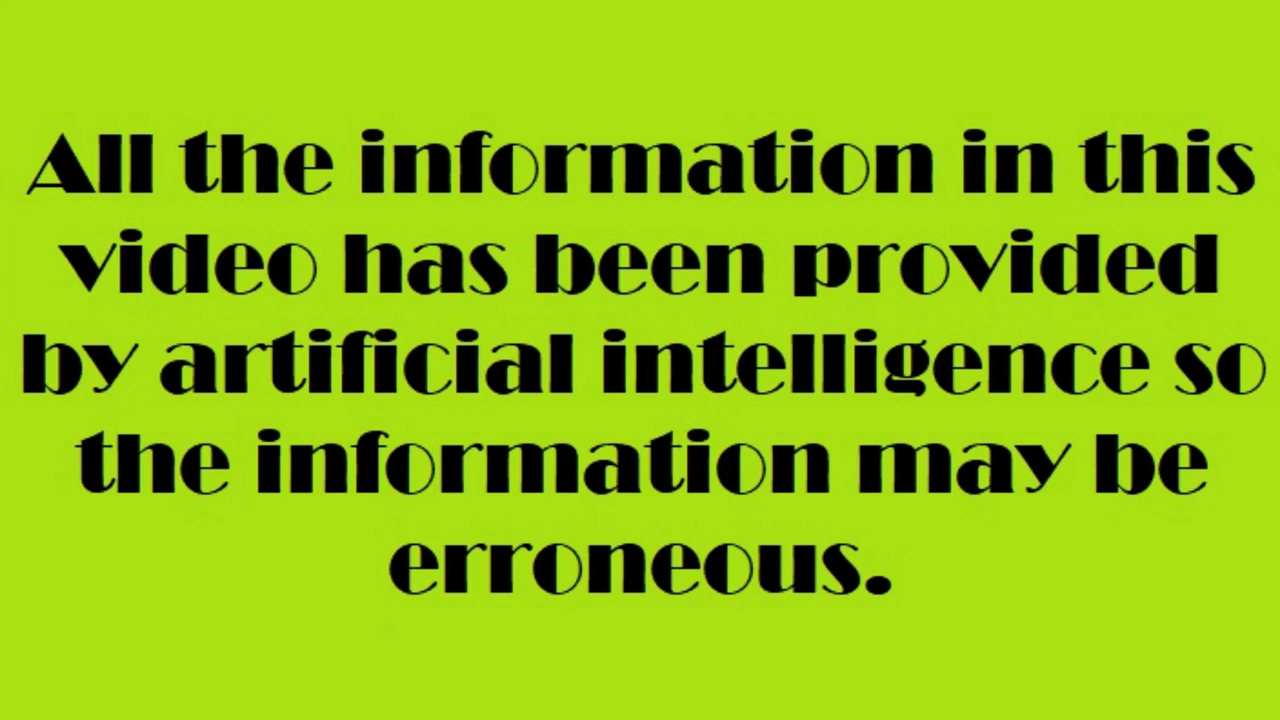 All the information in this
video has been provided
by artificial intelligence so
the information may be
erroneous.